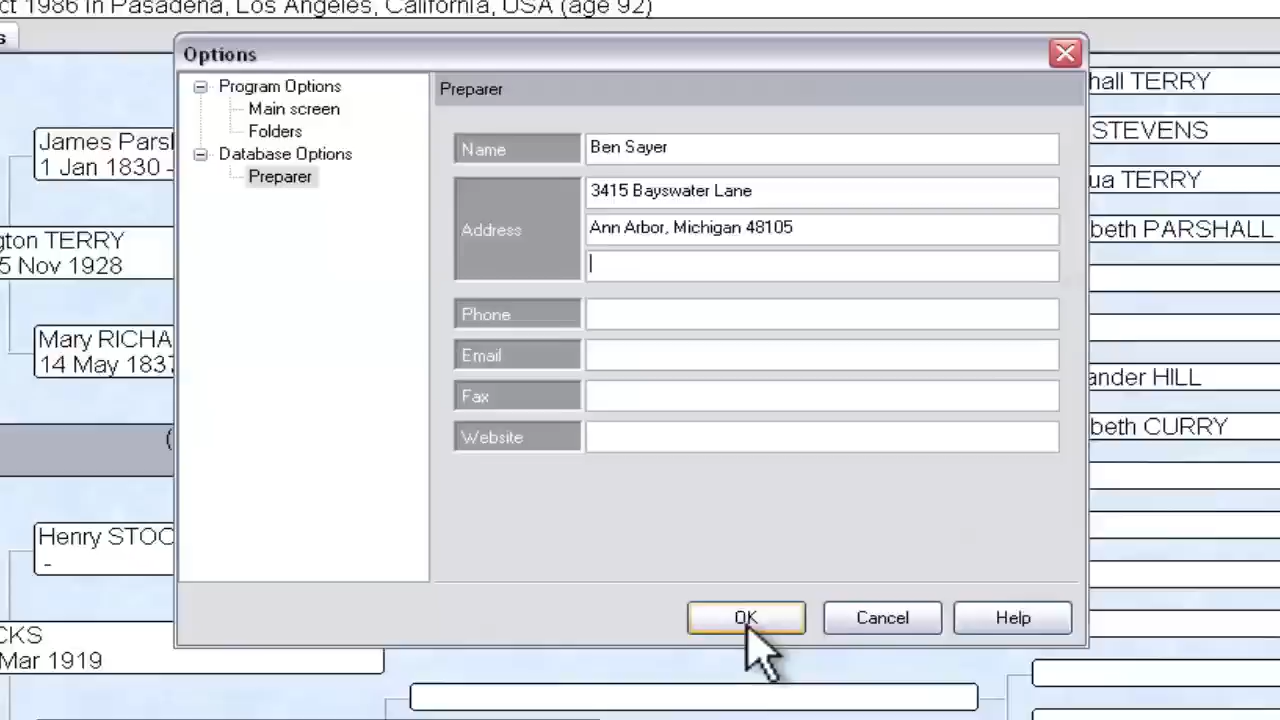 ct 1986 in Pasadena, Los Angeles, California, USA (age 92)
s
Options
Program Options
Main screen
Folders
Database Options
Preparer
Preparer
Name
Ben Sayer
Address
3415 Bayswater Lane
Ann Arbor, Michigan 48105
Phone
Email
Fax
Website
OK
Cancel
Help
James Parsh
1 Jan 1830 -
gton TERRY
5 Nov 1928
Mary RICHA
14 May 1837
(
Henry STOC
-
CKS
Mar 1919
hall TERRY
STEVENS
ua TERRY
beth PARSHALL
ander HILL
beth CURRY